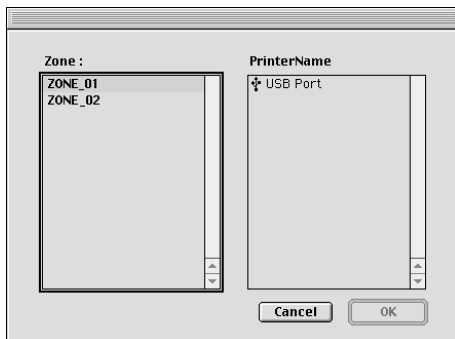 Zone :
ZONE_01
ZONE_02
PrinterName
USB Port
Cancel
OK